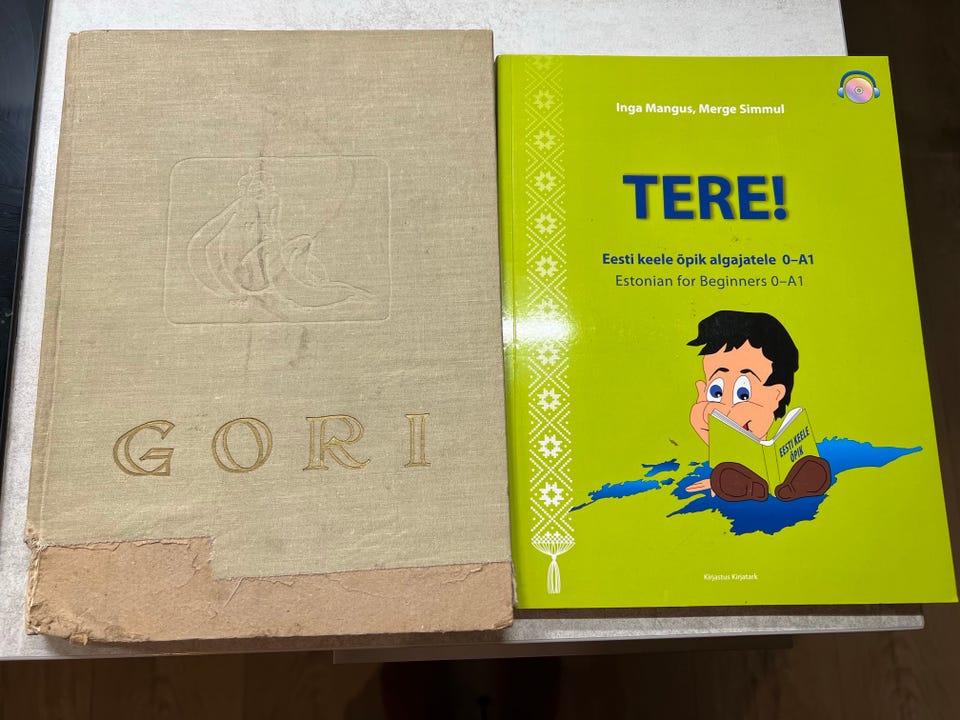 GORI
Inga Mangus, Merge Simmul
TERE!
Eesti keele õpik algajatele 0–A1
Estonian for Beginners 0–A1
EESTI KEELE
ÕPIK
Kirjastus Kirjatark